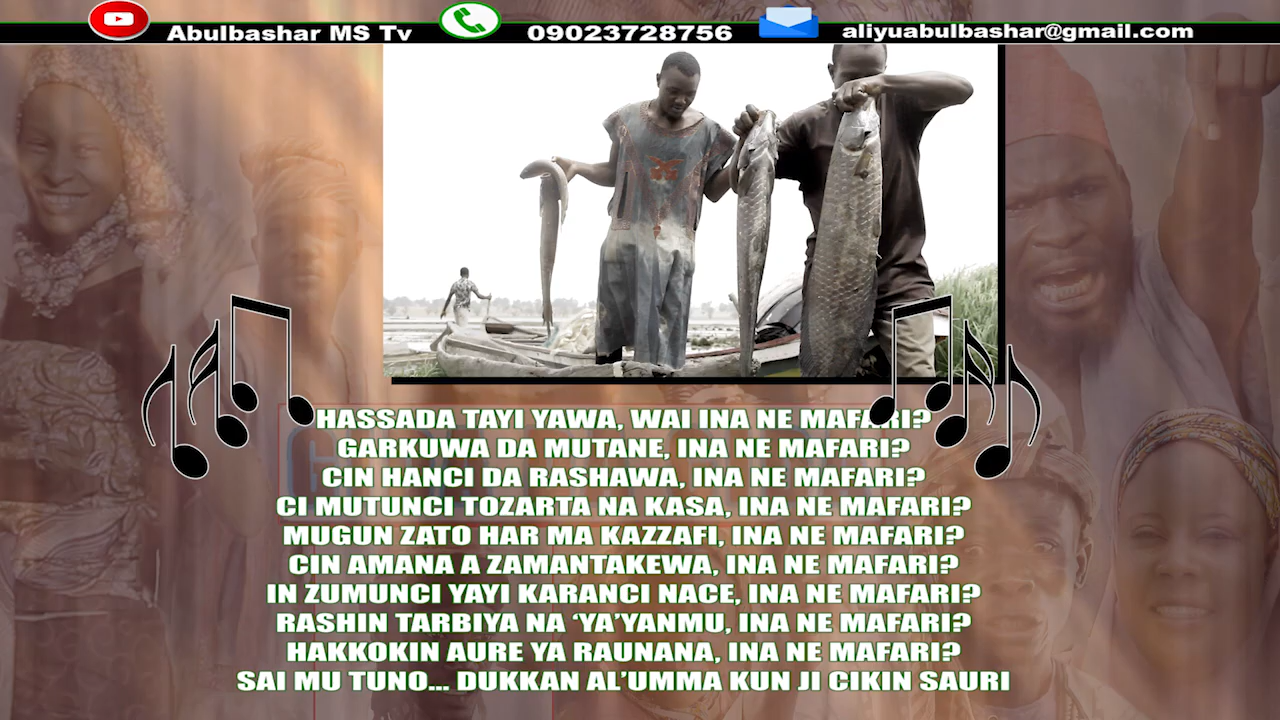 Abulbashar MS Tv 09023728756 aliyuabulbashar@gmail.com
HASSADA TAYI YAWA, WAI INA NE MAFARI?
GARKUWA DA MUTANE, INA NE MAFARI?
CIN HANCI DA RASHAWA, INA NE MAFARI?
CI MUTUNCI TOZARTA NA KASA, INA NE MAFARI?
MUGUN ZATO HAR MA KAZZAFI, INA NE MAFARI?
CIN AMANA A ZAMANTAKEWA, INA NE MAFARI?
IN ZUMUNCI YAYI KARANCI NACE, INA NE MAFARI?
RASHIN TARBIYA NA ‘YA’YANMU, INA NE MAFARI?
HAKKOKIN AURE YA RAUNANA, INA NE MAFARI?
SAI MU TUNO... DUKKAN AL’UMMA KUN JI CIKIN SAURI